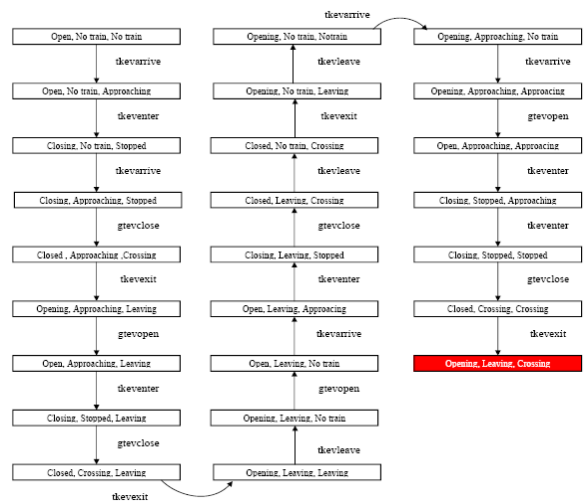 Open, No train, No train
tkevarrive
Open, No train, Approaching
tkeventer
Closing, No train, Stopped
tkevarrive
Closing, Approaching, Stopped
gtevclose
Closed , Approaching ,Crossing
tkevexit
Opening, Approaching, Leaving
gtevopen
Open, Approaching, Leaving
tkeventer
Closing, Stopped, Leaving
gtevclose
Closed, Crossing, Leaving
tkevexit
Opening, No train, Notrain
tkevleave
Opening, No train, Leaving
tkevexit
Closed, No train, Crossing
tkevleave
Closed, Leaving, Crossing
gtevclose
Closing, Leaving, Stopped
tkeventer
Open, Leaving, Approacing
tkevarrive
Open, Leaving, No train
gtevopen
Opening, Leaving, No train
tkevleave
Opening, Leaving, Leaving
tkevarrive
Opening, Approaching, No train
tkevarrive
Opening, Approaching, Approacing
gtevopen
Open, Approaching, Approacing
tkeventer
Closing, Stopped, Approaching
tkeventer
Closing, Stopped, Stopped
gtevclose
Closed, Crossing, Crossing
tkevexit
Opening, Leaving, Crossing